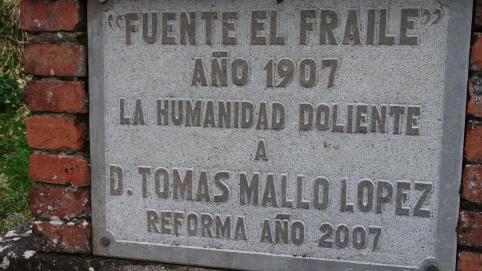 “FUENTE EL FRAILE”
AÑO 1907
LA HUMANIDAD DOLIENTE
A
D. TOMAS MALLO LOPEZ
REFORMA AÑO 2007